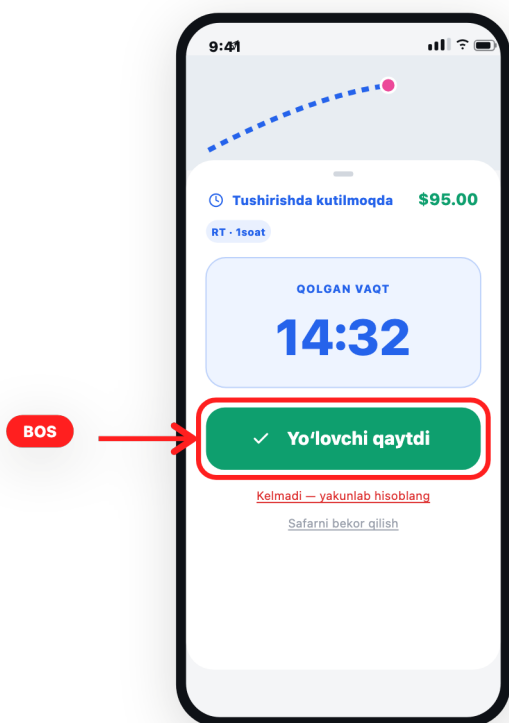 9:41
Tushirishda kutilmoqda $95.00
RT · 1soat
QOLGAN VAQT
14:32
BOS
Yo‘lovchi qaytdi
Kelmadi — yakunlab hisoblang
Safarni bekor qilish